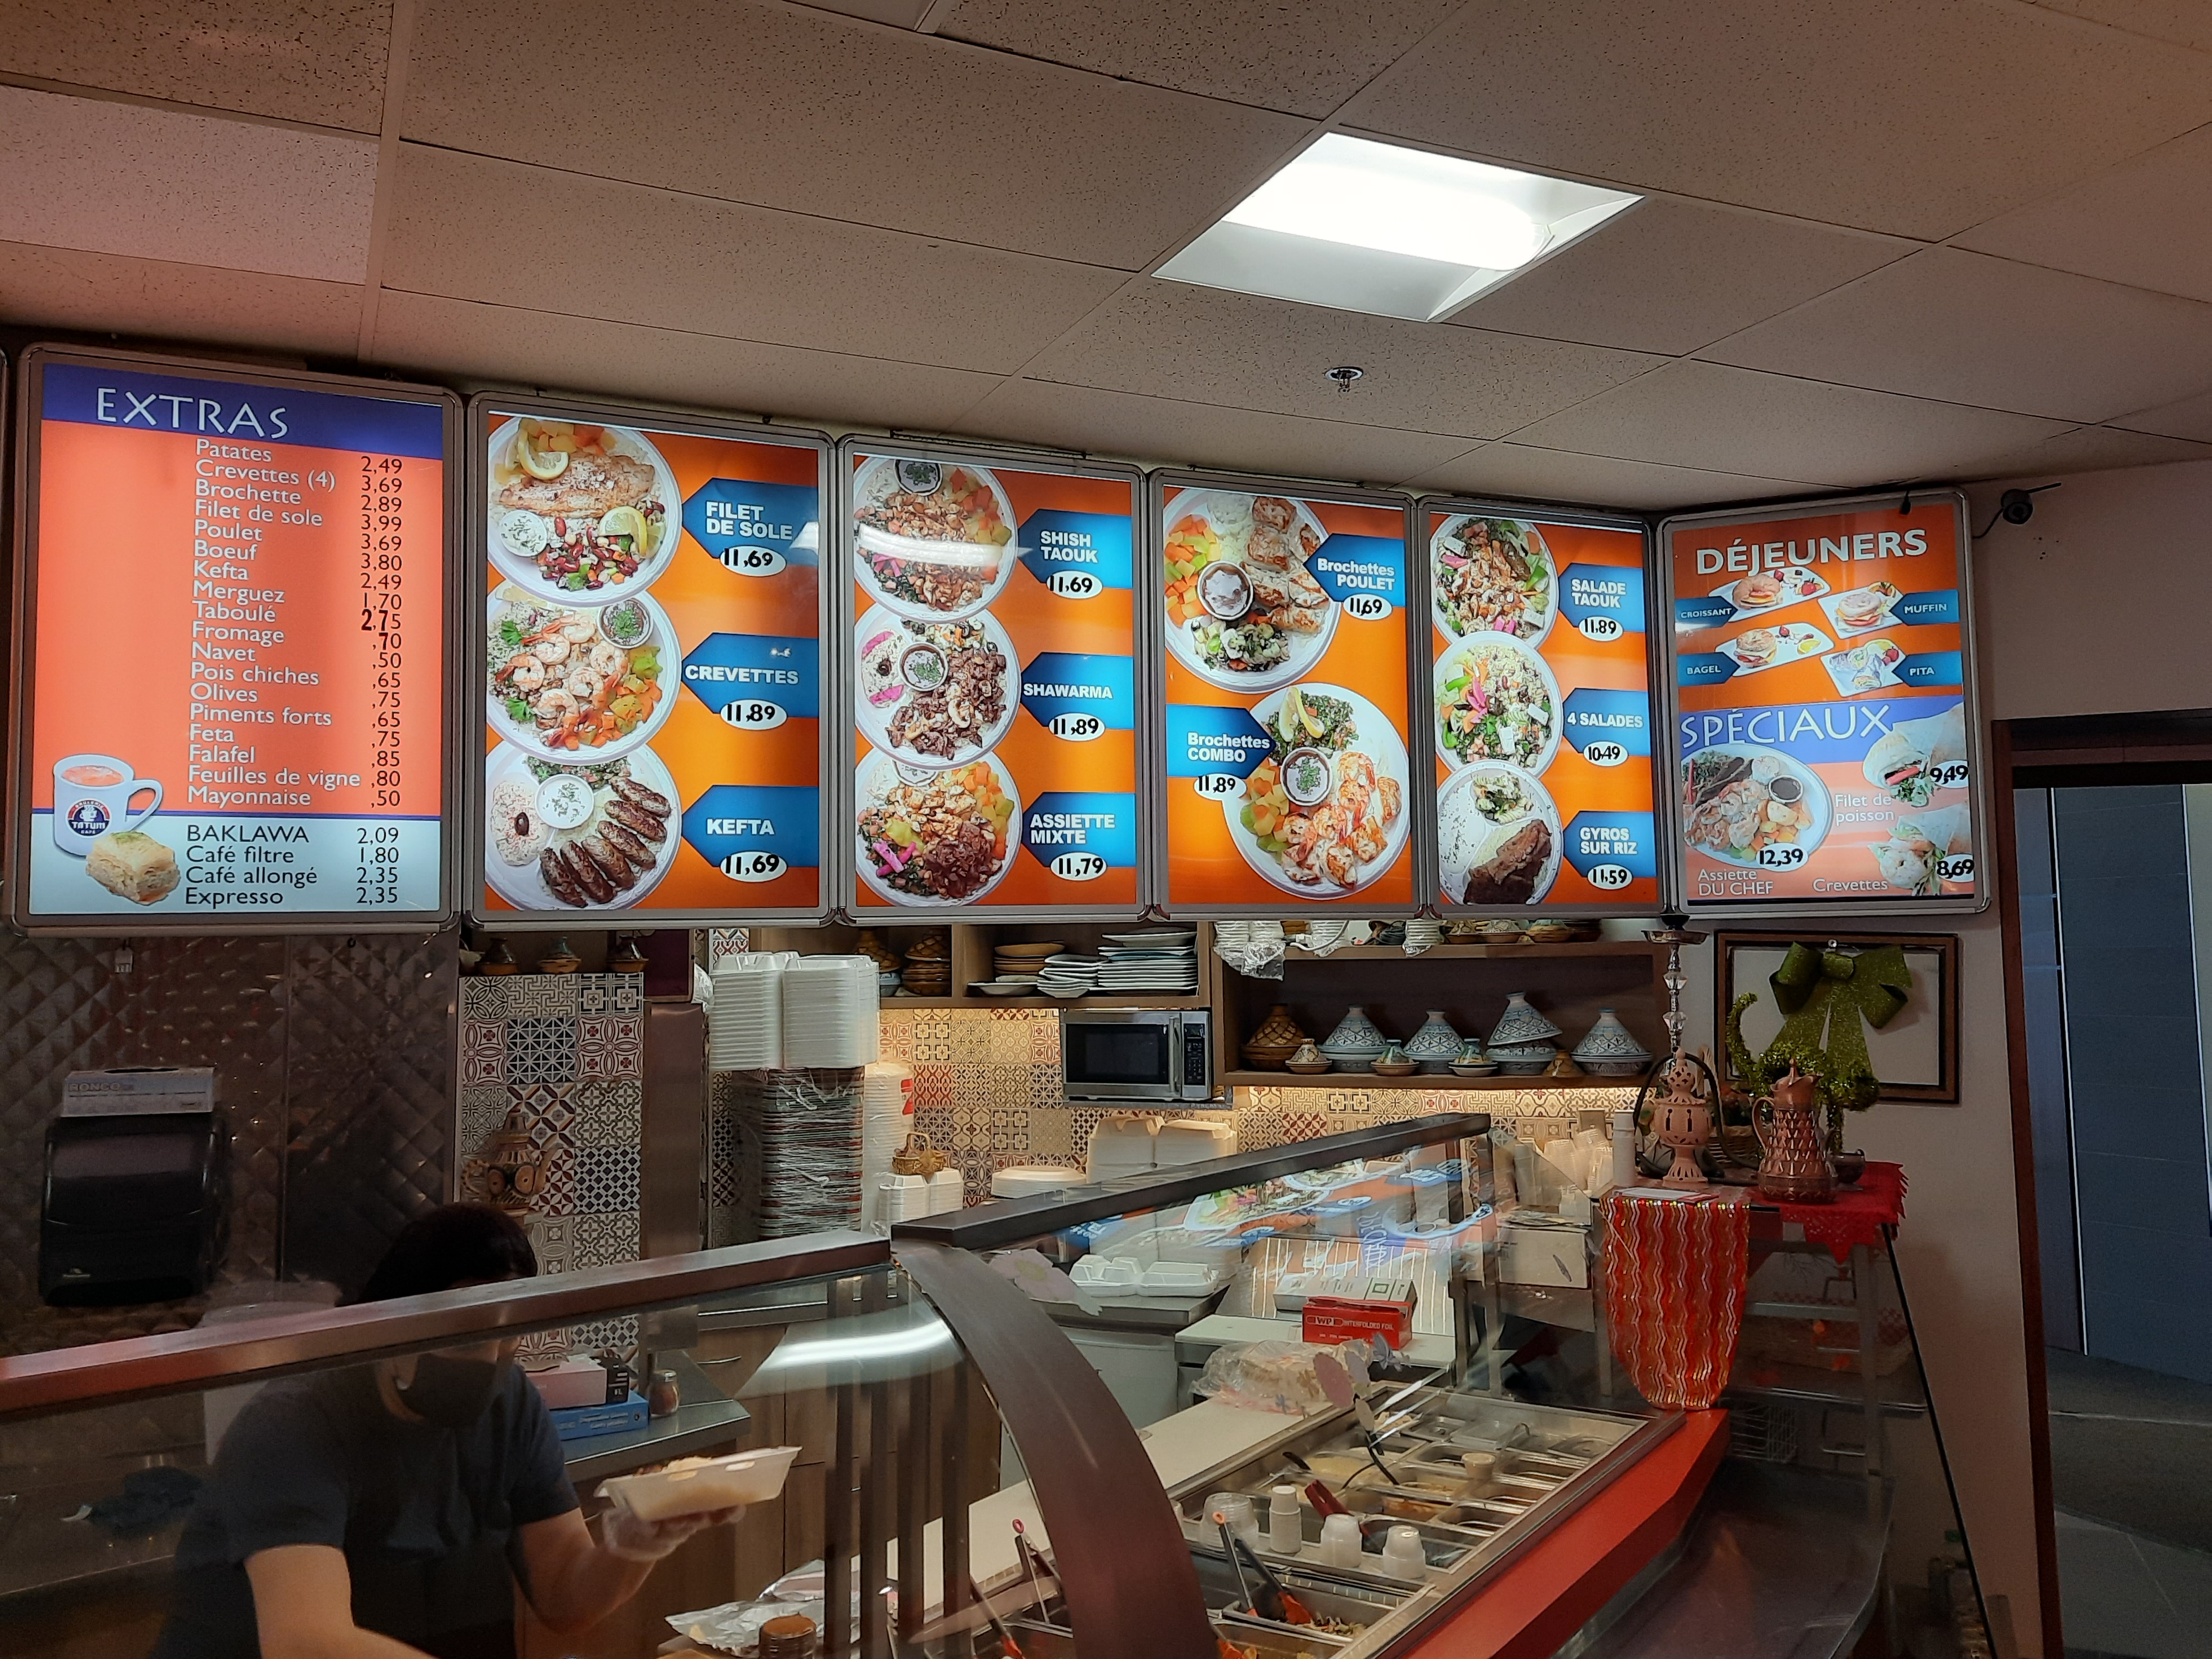 EXTRAS
Patates 2,49
Crevettes (4) 3,69
Brochette 2,89
Filet de sole 3,99
Poulet 3,69
Boeuf 3,80
Kefta 2,49
Merguez 1,70
Taboulé 2,75
Fromage ,70
Navet ,50
Pois chiches ,65
Olives ,75
Piments forts ,65
Feta ,75
Falafel ,85
Feuilles de vigne ,80
Mayonnaise ,50
TATUM
CAFÉ
BAKLAWA 2,09
Café filtre 1,80
Café allongé 2,35
Expresso 2,35
FILET
DE SOLE
11,69
CREVETTES
11,89
KEFTA
11,69
SHISH
TAOUK
11,69
SHAWARMA
11,89
ASSIETTE
MIXTE
11,79
Brochettes
POULET
11,69
Brochettes
COMBO
11,89
SALADE
TAOUK
11,89
4 SALADES
10,49
GYROS
SUR RIZ
11,59
DÉJEUNERS
CROISSANT
MUFFIN
BAGEL
PITA
SPÉCIAUX
9,49
Filet de
poisson
12,39
Assiette
DU CHEF
8,69
Crevettes
RONCO
INTERFOLDED FOIL